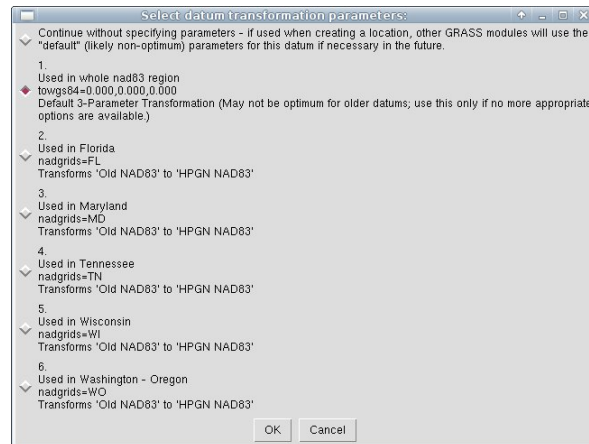 Select datum transformation parameters:
Continue without specifying parameters - if used when creating a location, other GRASS modules will use the
"default" (likely non-optimum) parameters for this datum if necessary in the future.
1.
Used in whole nad83 region
towgs84=0.000,0.000,0.000
Default 3-Parameter Transformation (May not be optimum for older datums; use this only if no more appropriate
options are available.)
2.
Used in Florida
nadgrids=FL
Transforms 'Old NAD83' to 'HPGN NAD83'
3.
Used in Maryland
nadgrids=MD
Transforms 'Old NAD83' to 'HPGN NAD83'
4.
Used in Tennessee
nadgrids=TN
Transforms 'Old NAD83' to 'HPGN NAD83'
5.
Used in Wisconsin
nadgrids=WI
Transforms 'Old NAD83' to 'HPGN NAD83'
6.
Used in Washington - Oregon
nadgrids=WO
Transforms 'Old NAD83' to 'HPGN NAD83'
OK Cancel